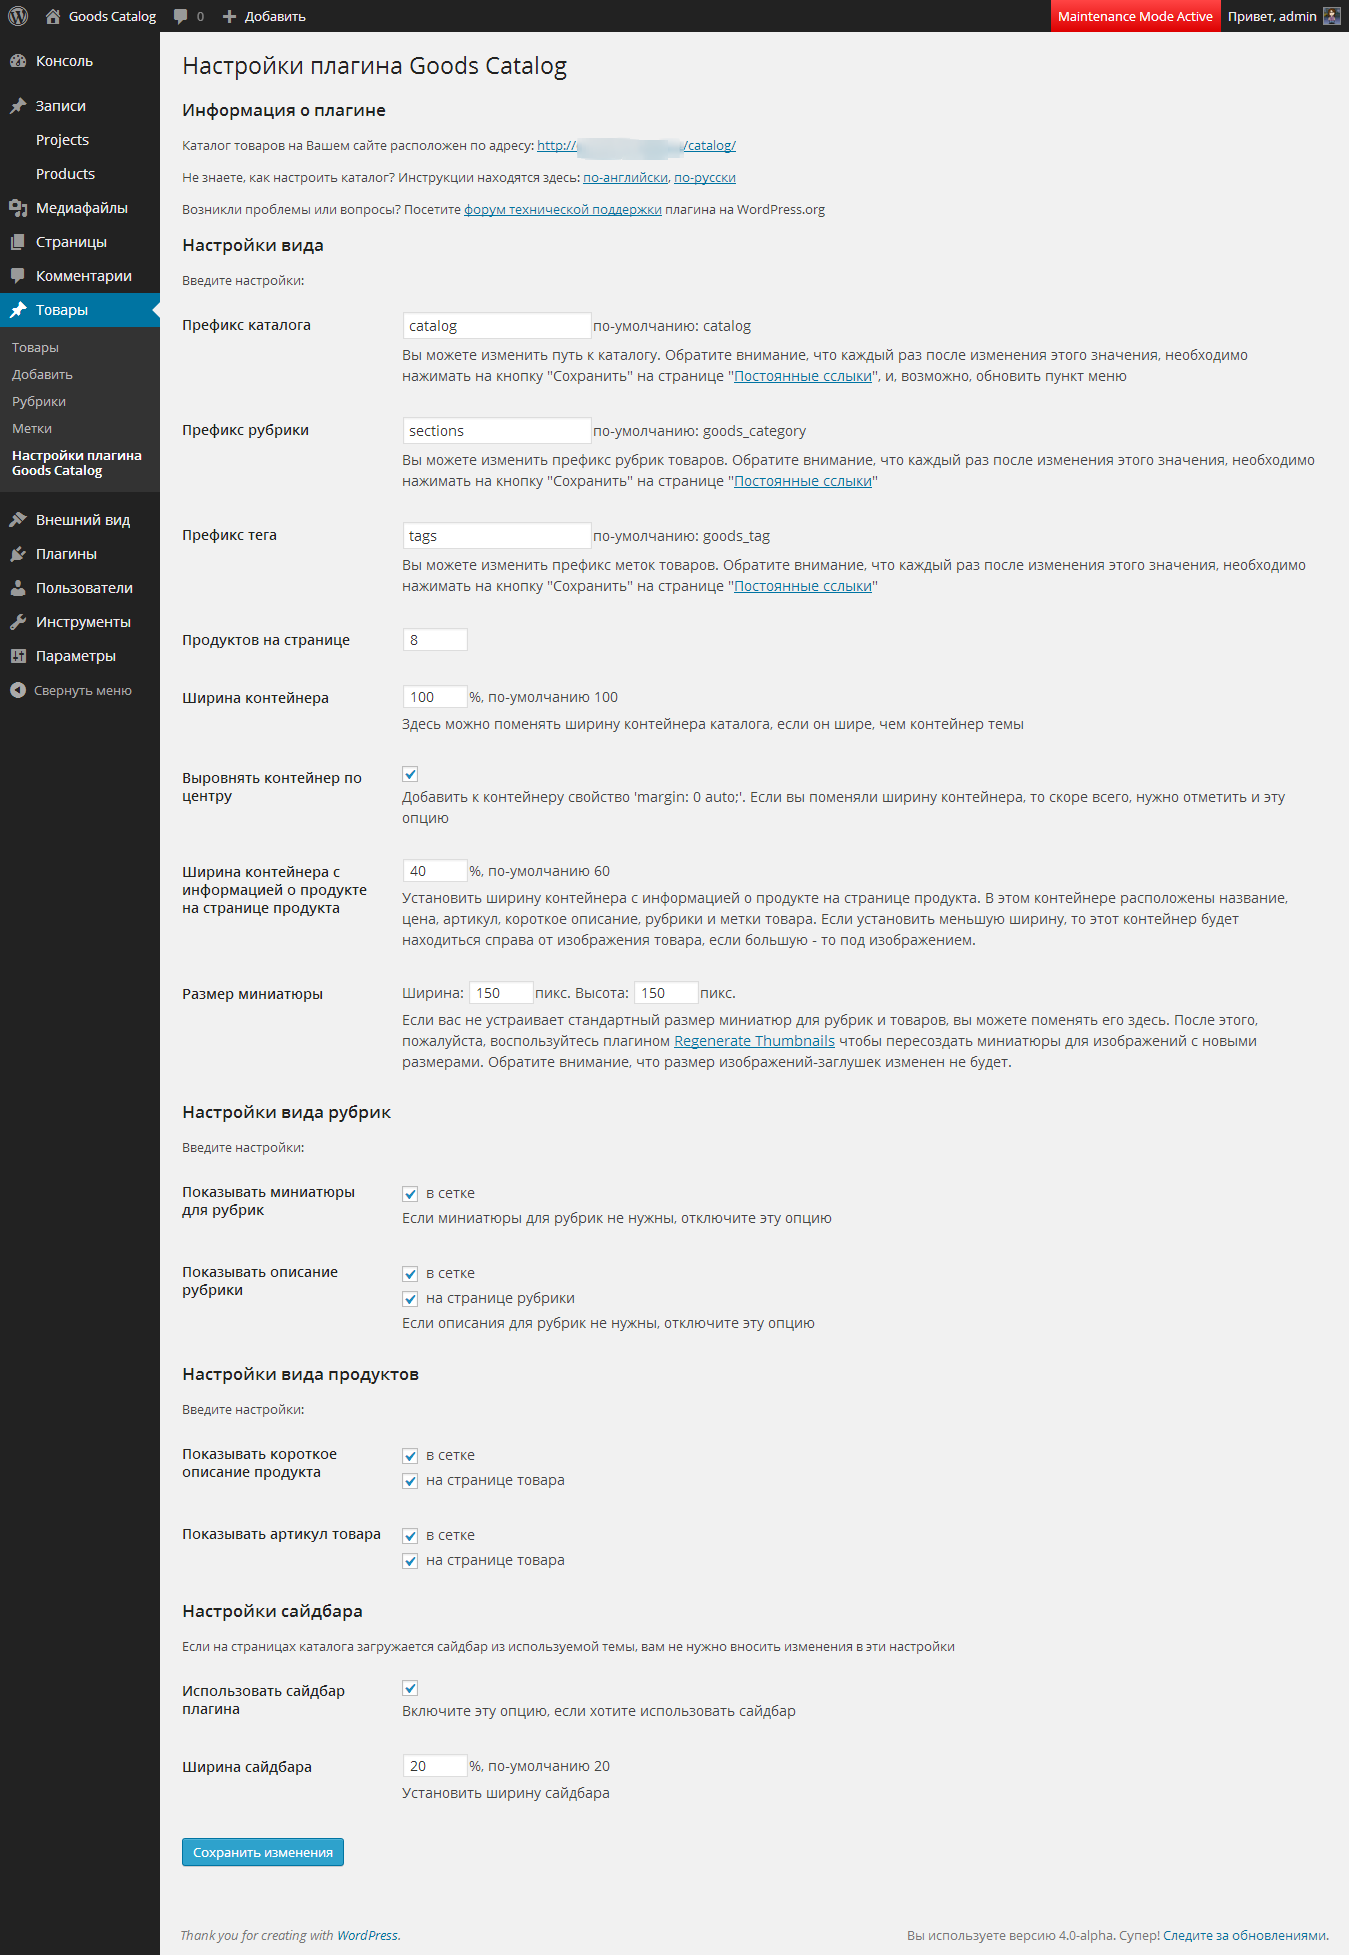 Goods Catalog 0 Добавить Maintenance Mode Active Привет, admin
Консоль
Записи
Projects
Products
Медиафайлы
Страницы
Комментарии
Товары
Товары
Добавить
Рубрики
Метки
Настройки плагина
Goods Catalog
Внешний вид
Плагины
Пользователи
Инструменты
Параметры
Свернуть меню
Настройки плагина Goods Catalog
Информация о плагине
Каталог товаров на Вашем сайте расположен по адресу: http:// /catalog/
Не знаете, как настроить каталог? Инструкции находятся здесь: по-английски, по-русски
Возникли проблемы или вопросы? Посетите форум технической поддержки плагина на WordPress.org
Настройки вида
Введите настройки:
Префикс каталога catalog по-умолчанию: catalog
Вы можете изменить путь к каталогу. Обратите внимание, что каждый раз после изменения этого значения, необходимо
нажимать на кнопку "Сохранить" на странице "Постоянные сслыки", и, возможно, обновить пункт меню
Префикс рубрики sections по-умолчанию: goods_category
Вы можете изменить префикс рубрик товаров. Обратите внимание, что каждый раз после изменения этого значения, необходимо
нажимать на кнопку "Сохранить" на странице "Постоянные сслыки"
Префикс тега tags по-умолчанию: goods_tag
Вы можете изменить префикс меток товаров. Обратите внимание, что каждый раз после изменения этого значения, необходимо
нажимать на кнопку "Сохранить" на странице "Постоянные сслыки"
Продуктов на странице 8
Ширина контейнера 100 %, по-умолчанию 100
Здесь можно поменять ширину контейнера каталога, если он шире, чем контейнер темы
Выровнять контейнер по
центру
Добавить к контейнеру свойство 'margin: 0 auto;'. Если вы поменяли ширину контейнера, то скоре всего, нужно отметить и эту
опцию
Ширина контейнера с
информацией о продукте
на странице продукта
40 %, по-умолчанию 60
Установить ширину контейнера с информацией о продукте на странице продукта. В этом контейнере расположены название,
цена, артикул, короткое описание, рубрики и метки товара. Если установить меньшую ширину, то этот контейнер будет
находиться справа от изображения товара, если большую - то под изображением.
Размер миниатюры Ширина: 150 пикс. Высота: 150 пикс.
Если вас не устраивает стандартный размер миниатюр для рубрик и товаров, вы можете поменять его здесь. После этого,
пожалуйста, воспользуйтесь плагином Regenerate Thumbnails чтобы пересоздать миниатюры для изображений с новыми
размерами. Обратите внимание, что размер изображений-заглушек изменен не будет.
Настройки вида рубрик
Введите настройки:
Показывать миниатюры
для рубрик
в сетке
Если миниатюры для рубрик не нужны, отключите эту опцию
Показывать описание
рубрики
в сетке
на странице рубрики
Если описания для рубрик не нужны, отключите эту опцию
Настройки вида продуктов
Введите настройки:
Показывать короткое
описание продукта
в сетке
на странице товара
Показывать артикул товара
в сетке
на странице товара
Настройки сайдбара
Если на страницах каталога загружается сайдбар из используемой темы, вам не нужно вносить изменения в эти настройки
Использовать сайдбар
плагина
Включите эту опцию, если хотите использовать сайдбар
Ширина сайдбара 20 %, по-умолчанию 20
Установить ширину сайдбара
Сохранить изменения
Thank you for creating with WordPress.
Вы используете версию 4.0-alpha. Супер! Следите за обновлениями.